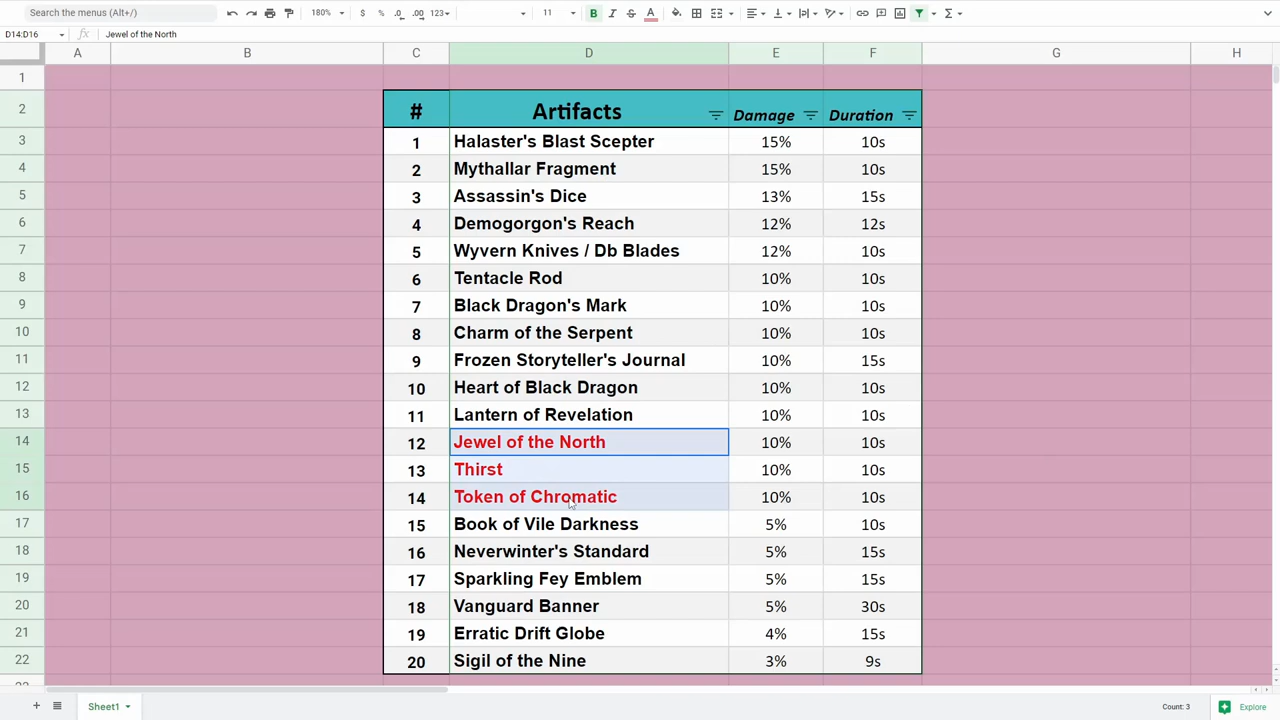 Search the menus (Alt+/)
180% $ % .0 .00 123 11 B I S A Σ
D14:D16 fx Jewel of the North
A B C D E F G H
1
2 # Artifacts Damage Duration
3 1 Halaster's Blast Scepter 15% 10s
4 2 Mythallar Fragment 15% 10s
5 3 Assassin's Dice 13% 15s
6 4 Demogorgon's Reach 12% 12s
7 5 Wyvern Knives / Db Blades 12% 10s
8 6 Tentacle Rod 10% 10s
9 7 Black Dragon's Mark 10% 10s
10 8 Charm of the Serpent 10% 10s
11 9 Frozen Storyteller's Journal 10% 15s
12 10 Heart of Black Dragon 10% 10s
13 11 Lantern of Revelation 10% 10s
14 12 Jewel of the North 10% 10s
15 13 Thirst 10% 10s
16 14 Token of Chromatic 10% 10s
17 15 Book of Vile Darkness 5% 10s
18 16 Neverwinter's Standard 5% 15s
19 17 Sparkling Fey Emblem 5% 15s
20 18 Vanguard Banner 5% 30s
21 19 Erratic Drift Globe 4% 15s
22 20 Sigil of the Nine 3% 9s
Sheet1 Count: 3 Explore